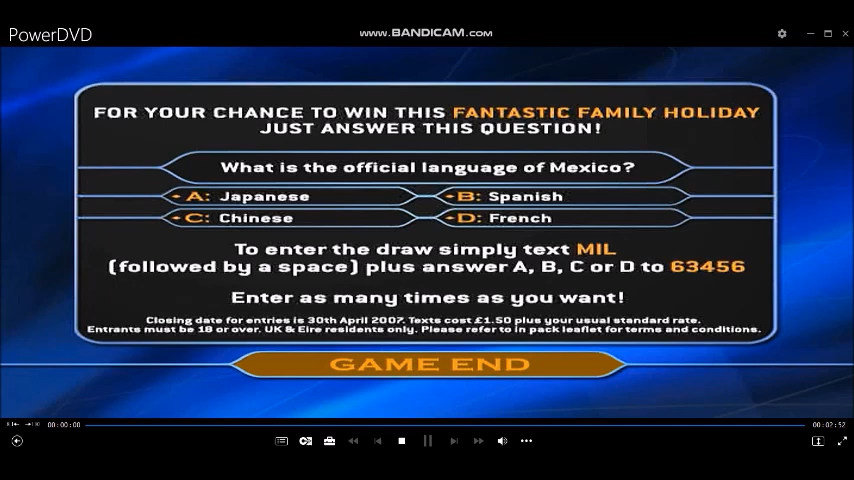 PowerDVD
www.BANDICAM.com
FOR YOUR CHANCE TO WIN THIS FANTASTIC FAMILY HOLIDAY
JUST ANSWER THIS QUESTION!
What is the official language of Mexico?
A: Japanese
B: Spanish
C: Chinese
D: French
To enter the draw simply text MIL
(followed by a space) plus answer A, B, C or D to 63456
Enter as many times as you want!
Closing date for entries is 30th April 2007. Texts cost £1.50 plus your usual standard rate.
Entrants must be 18 or over. UK & Eire residents only. Please refer to in pack leaflet for terms and conditions.
GAME END
00:00:00
00:02:52